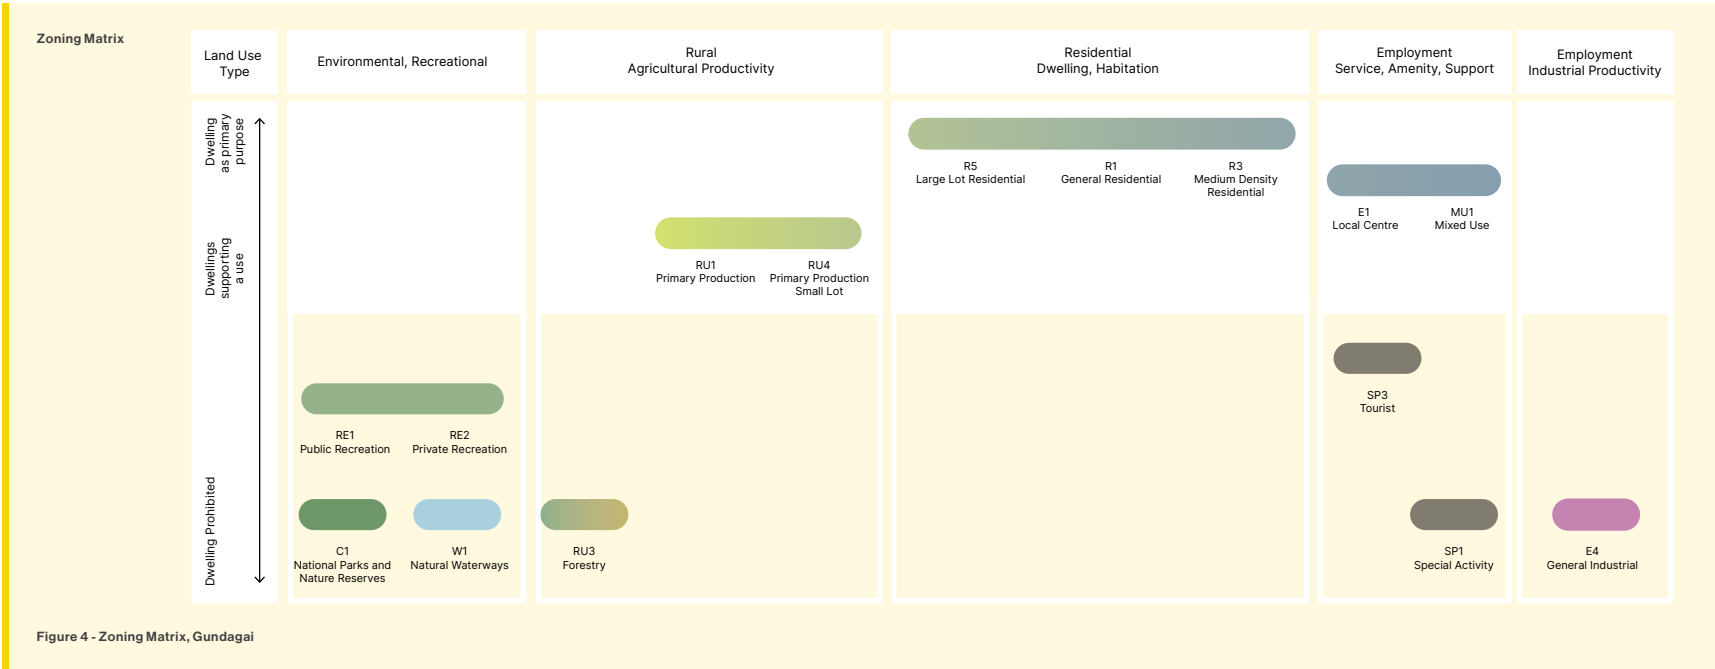 Zoning Matrix
Land Use
Type
Environmental, Recreational
Rural
Agricultural Productivity
Residential
Dwelling, Habitation
Employment
Service, Amenity, Support
Employment
Industrial Productivity
Dwelling
as primary
purpose
Dwellings
supporting
a use
Dwelling Prohibited
R5
Large Lot Residential
R1
General Residential
R3
Medium Density
Residential
E1
Local Centre
MU1
Mixed Use
RU1
Primary Production
RU4
Primary Production
Small Lot
SP3
Tourist
RE1
Public Recreation
RE2
Private Recreation
C1
National Parks and
Nature Reserves
W1
Natural Waterways
RU3
Forestry
SP1
Special Activity
E4
General Industrial
Figure 4 - Zoning Matrix, Gundagai